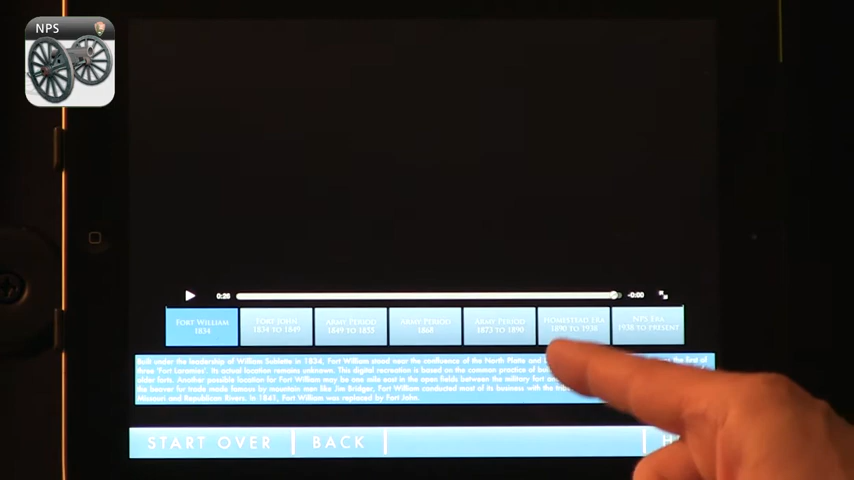 NPS
0:26
-0:00
FORT WILLIAM
1834
FORT JOHN
1834 TO 1849
ARMY PERIOD
1849 TO 1855
ARMY PERIOD
1868
ARMY PERIOD
1872 TO 1890
HOMESTEAD ERA
1890 TO 1938
NPS ERA
1938 TO PRESENT
Built under the leadership of William Sublette in 1834, Fort William stood near the confluence of the North Platte and the first of
three 'Fort Laramies'. Its actual location remains unknown. This digital recreation is based on the common practice of
older forts. Another possible location for Fort William may be one mile east in the open fields between the military fort
the beaver fur trade made famous by mountain men like Jim Bridger, Fort William conducted most of its business with the
Missouri and Republican Rivers. In 1841, Fort William was replaced by Fort John.
START OVER
BACK